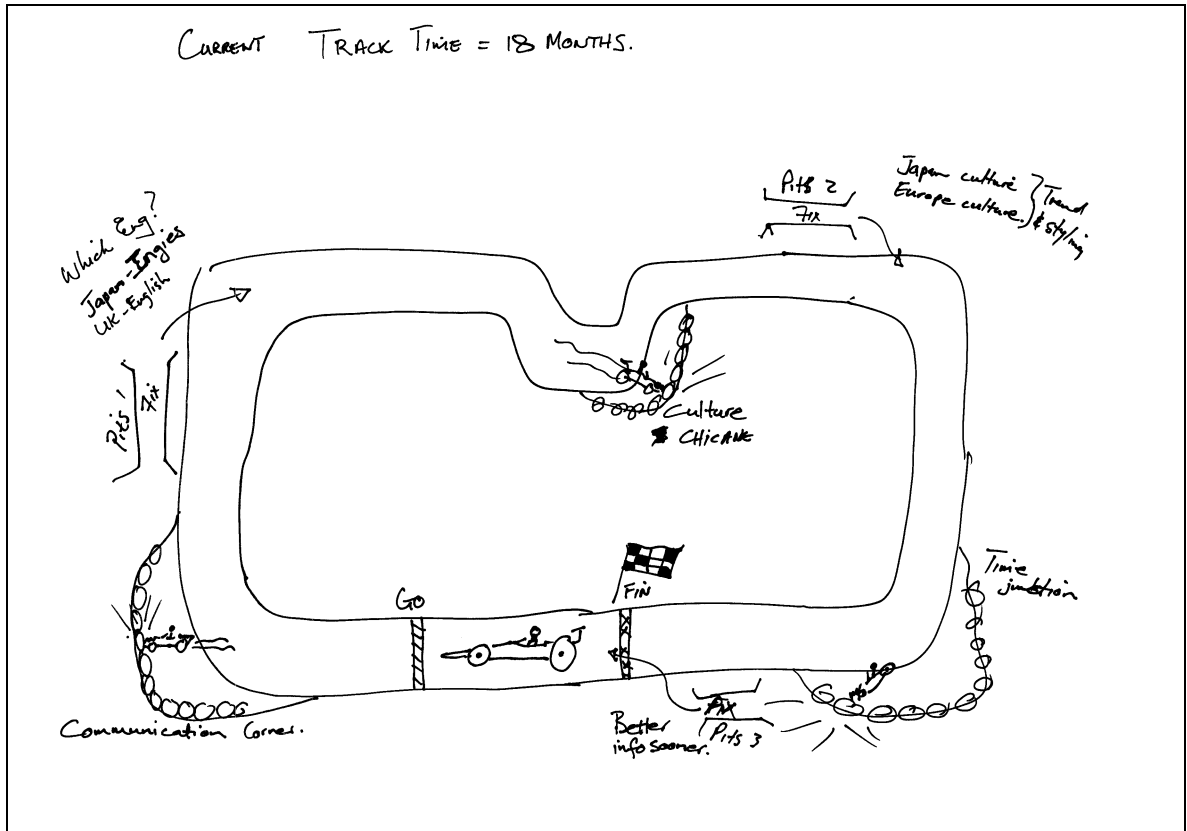 CURRENT TRACK TIME = 18 MONTHS.
Pits 2
Fix
Japan culture
Europe culture.
Trend
& styling
Which Eng?
Japan-Engies
UK-English
Pits 1
Fix
Culture
CHICANE
Time
junction
GO
FIN
Communication Corner.
Better
info sooner.
Fix
Pits 3